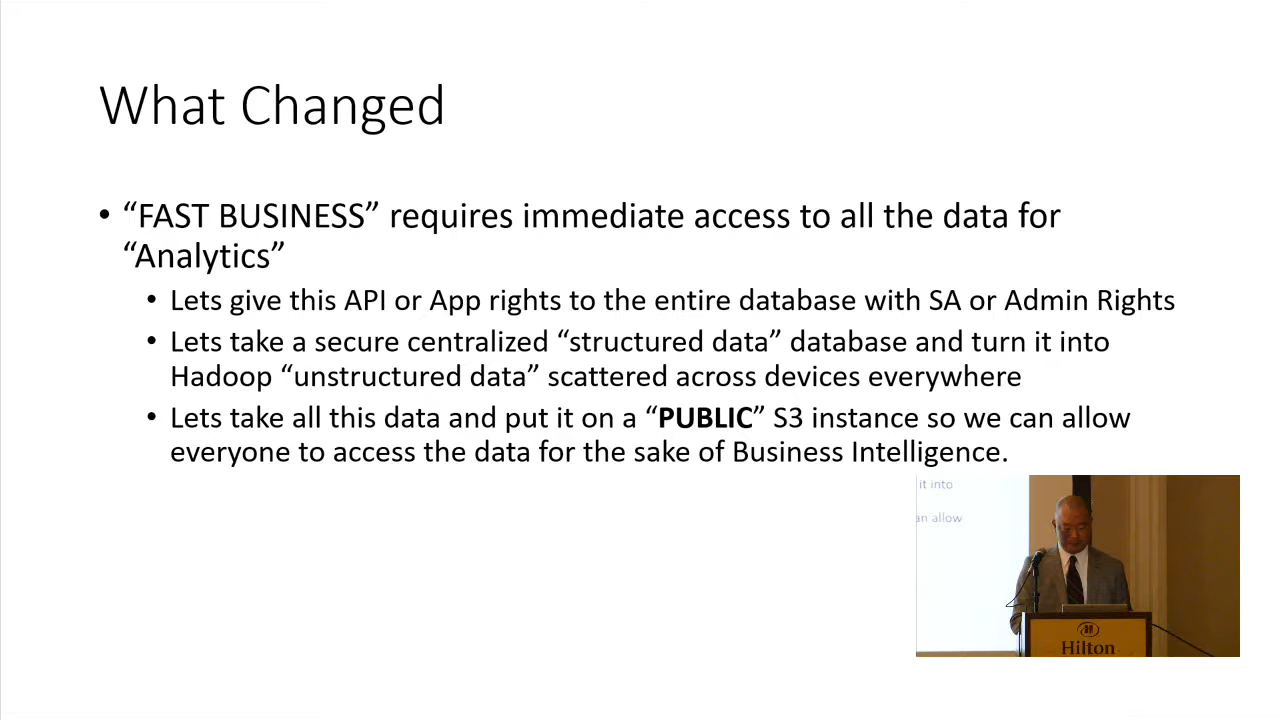 What Changed
• “FAST BUSINESS” requires immediate access to all the data for
“Analytics”
• Lets give this API or App rights to the entire database with SA or Admin Rights
• Lets take a secure centralized “structured data” database and turn it into
Hadoop “unstructured data” scattered across devices everywhere
• Lets take all this data and put it on a “PUBLIC” S3 instance so we can allow
everyone to access the data for the sake of Business Intelligence.
it into
an allow
Hilton